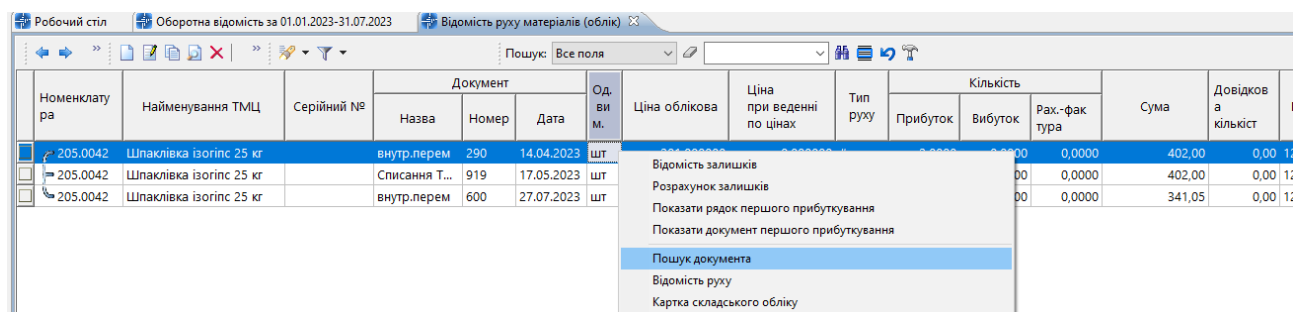 Робочий стіл Оборотна відомість за 01.01.2023-31.07.2023 Відомість руху матеріалів (облік)
Пошук: Все поля
Номенклату
ра
Найменування ТМЦ
Серійний №
Документ
Назва Номер Дата
Од.
ви
м.
Ціна облікова
Ціна
при веденні
по цінах
Тип
руху
Кількість
Прибуток Вибуток Рах.-фак
тура
Сума
Довідков
а
кількіст
205.0042 Шпаклівка ізогіпс 25 кг внутр.перем 290 14.04.2023 шт 0,0000 402,00 0,00
205.0042 Шпаклівка ізогіпс 25 кг Списання Т... 919 17.05.2023 шт 00 0,0000 402,00 0,00
205.0042 Шпаклівка ізогіпс 25 кг внутр.перем 600 27.07.2023 шт 00 0,0000 341,05 0,00
Відомість залишків
Розрахунок залишків
Показати рядок першого прибуткування
Показати документ першого прибуткування
Пошук документа
Відомість руху
Картка складського обліку